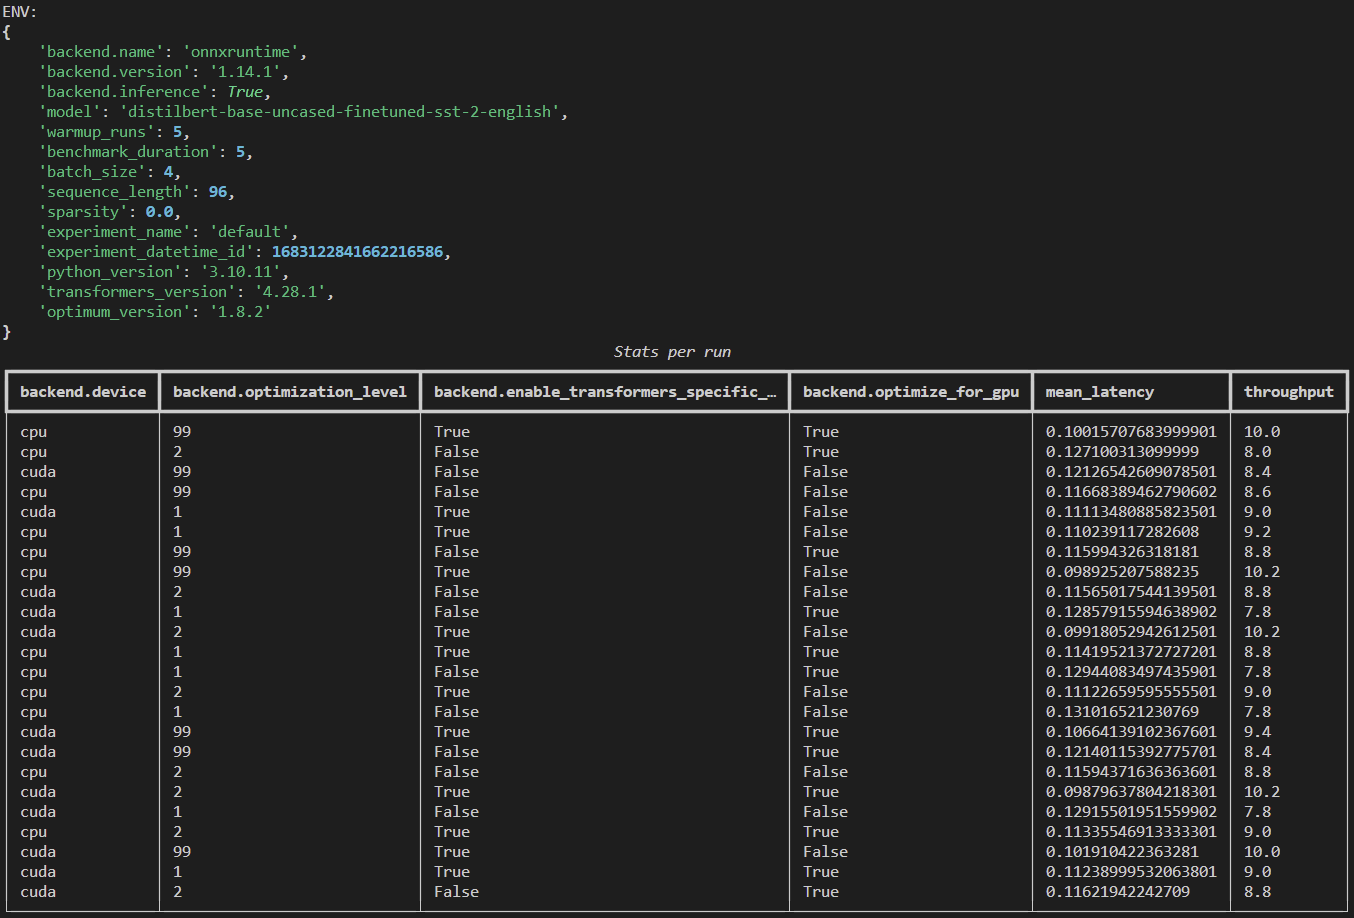 ENV:
{
    'backend.name': 'onnxruntime',
    'backend.version': '1.14.1',
    'backend.inference': True,
    'model': 'distilbert-base-uncased-finetuned-sst-2-english',
    'warmup_runs': 5,
    'benchmark_duration': 5,
    'batch_size': 4,
    'sequence_length': 96,
    'sparsity': 0.0,
    'experiment_name': 'default',
    'experiment_datetime_id': 1683122841662216586,
    'python_version': '3.10.11',
    'transformers_version': '4.28.1',
    'optimum_version': '1.8.2'
}
Stats per run
backend.device backend.optimization_level backend.enable_transformers_specific_… backend.optimize_for_gpu mean_latency throughput
cpu 99 True True 0.10015707683999901 10.0
cpu 2 False True 0.127100313099999 8.0
cuda 99 False False 0.12126542609078501 8.4
cpu 99 False False 0.11668389462790602 8.6
cuda 1 True False 0.11113480885823501 9.0
cpu 1 True False 0.110239117282608 9.2
cpu 99 False True 0.115994326318181 8.8
cpu 99 True False 0.098925207588235 10.2
cuda 2 False False 0.11565017544139501 8.8
cuda 1 False True 0.12857915594638902 7.8
cuda 2 True False 0.09918052942612501 10.2
cpu 1 True True 0.11419521372727201 8.8
cpu 1 False True 0.12944083497435901 7.8
cpu 2 True False 0.11122659595555501 9.0
cpu 1 False False 0.131016521230769 7.8
cuda 99 True True 0.10664139102367601 9.4
cuda 99 False True 0.12140115392775701 8.4
cpu 2 False False 0.11594371636363601 8.8
cuda 2 True True 0.09879637804218301 10.2
cuda 1 False False 0.12915501951559902 7.8
cpu 2 True True 0.11335546913333301 9.0
cuda 99 True False 0.101910422363281 10.0
cuda 1 True True 0.11238999532063801 9.0
cuda 2 False True 0.11621942242709 8.8